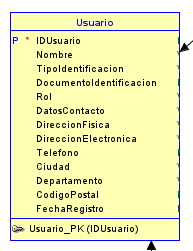 Usuario
P * IDUsuario
Nombre
TipoIdentificacion
DocumentoIdentificacion
Rol
DatosContacto
DireccionFisica
DireccionElectronica
Telefono
Ciudad
Departamento
CodigoPostal
FechaRegistro
Usuario_PK (IDUsuario)